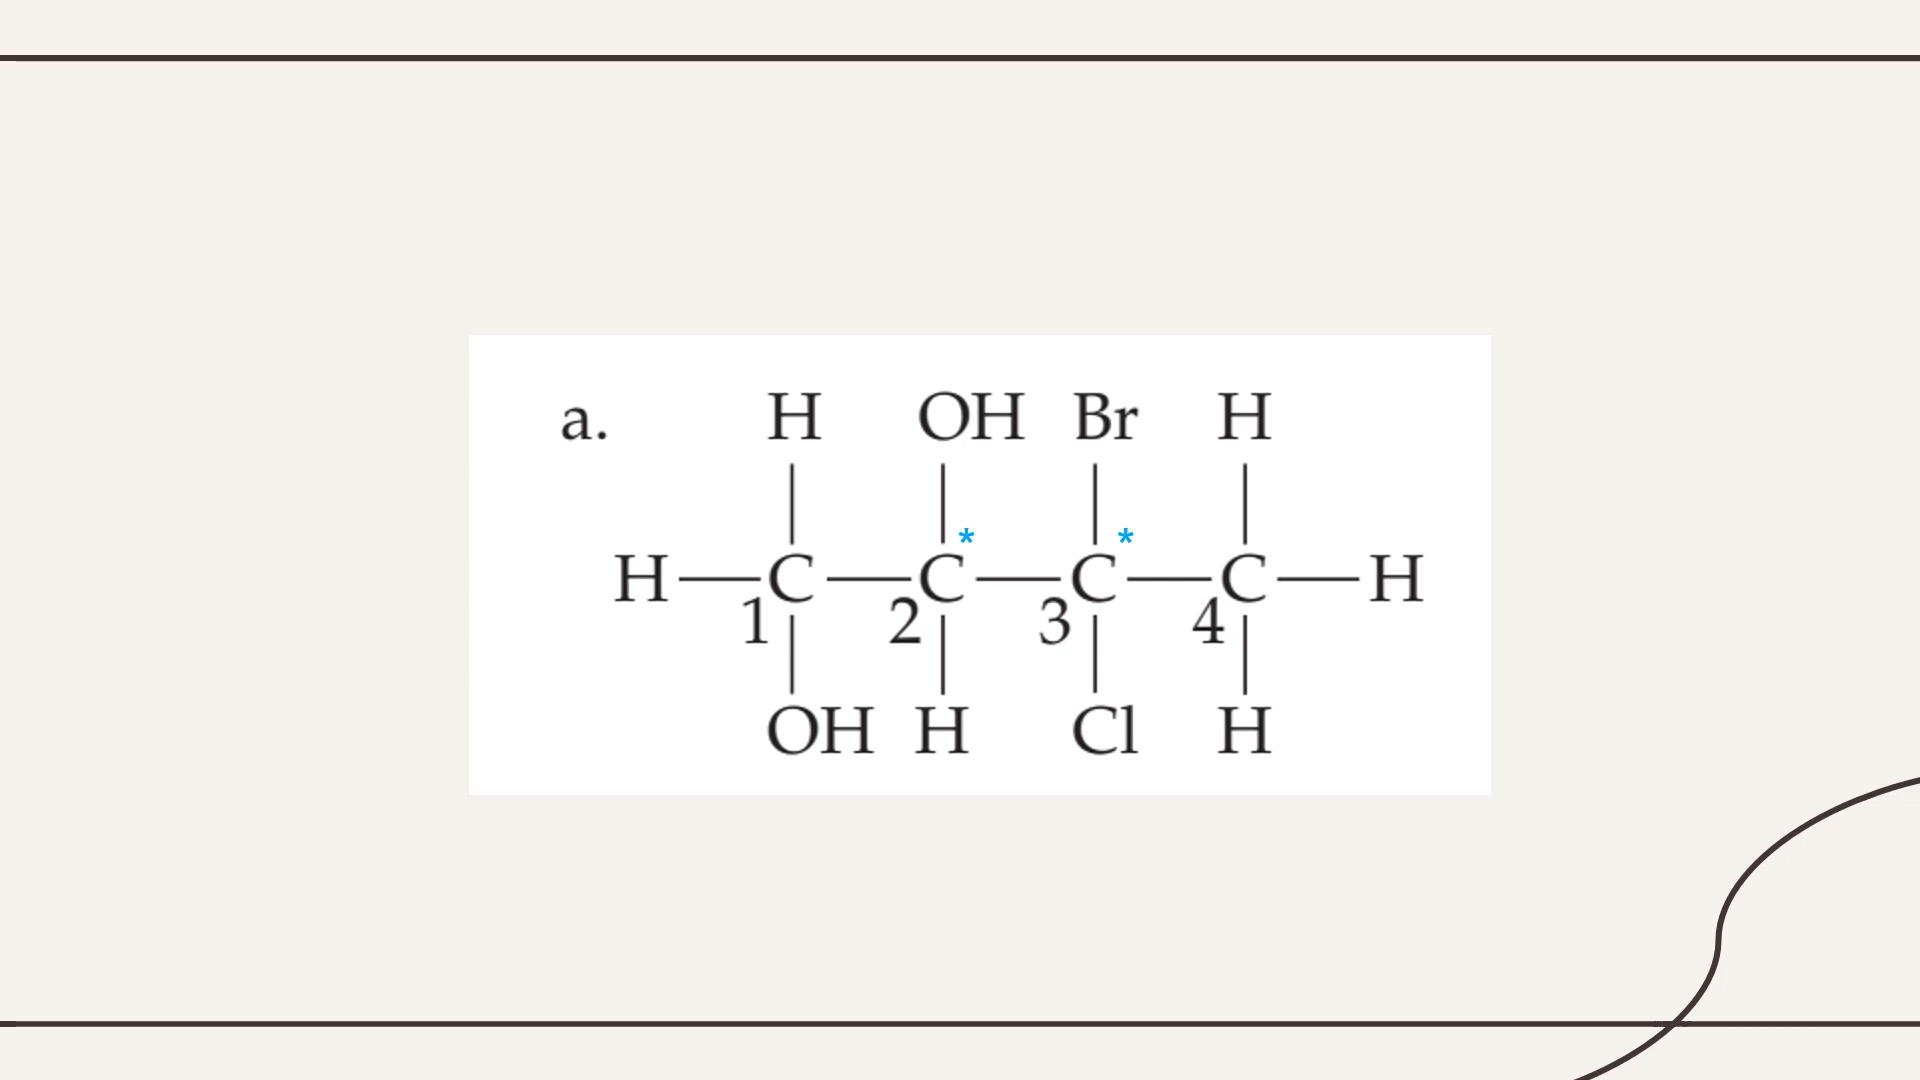 a. H OH Br H
* *
H—C—C—C—C—H
1 2 3 4
OH H Cl H